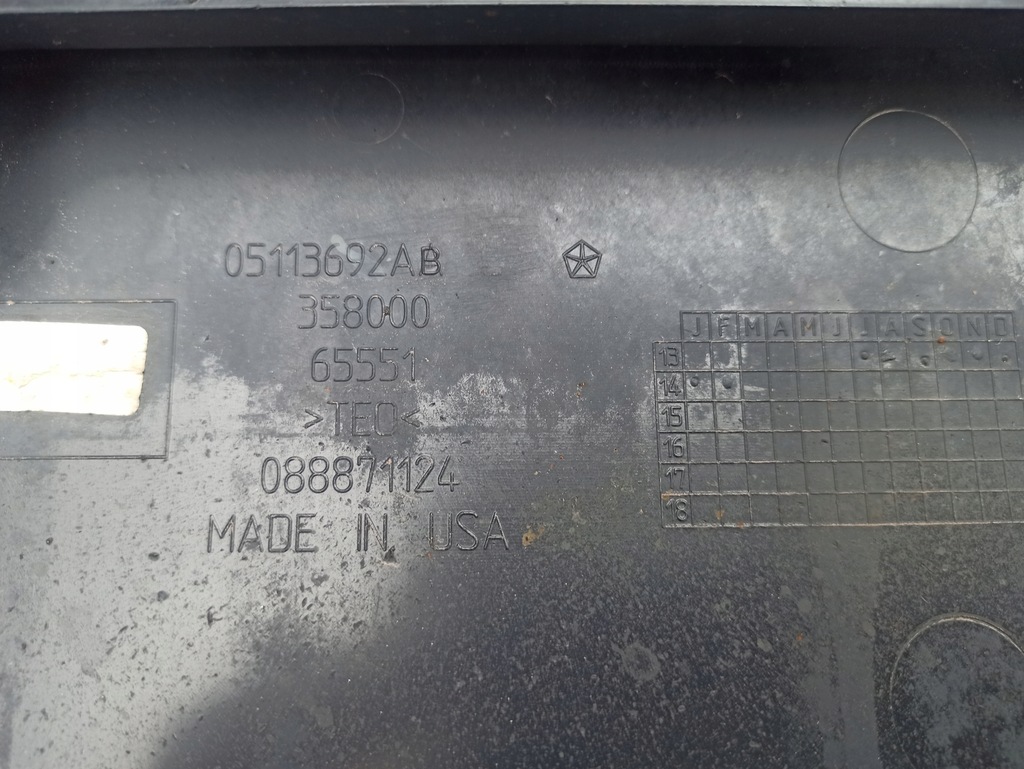 05113692AB
358000
65551
>TEO<
088871124
MADE IN USA
J F M A M J J A S O N D
13
14
15
16
17
18